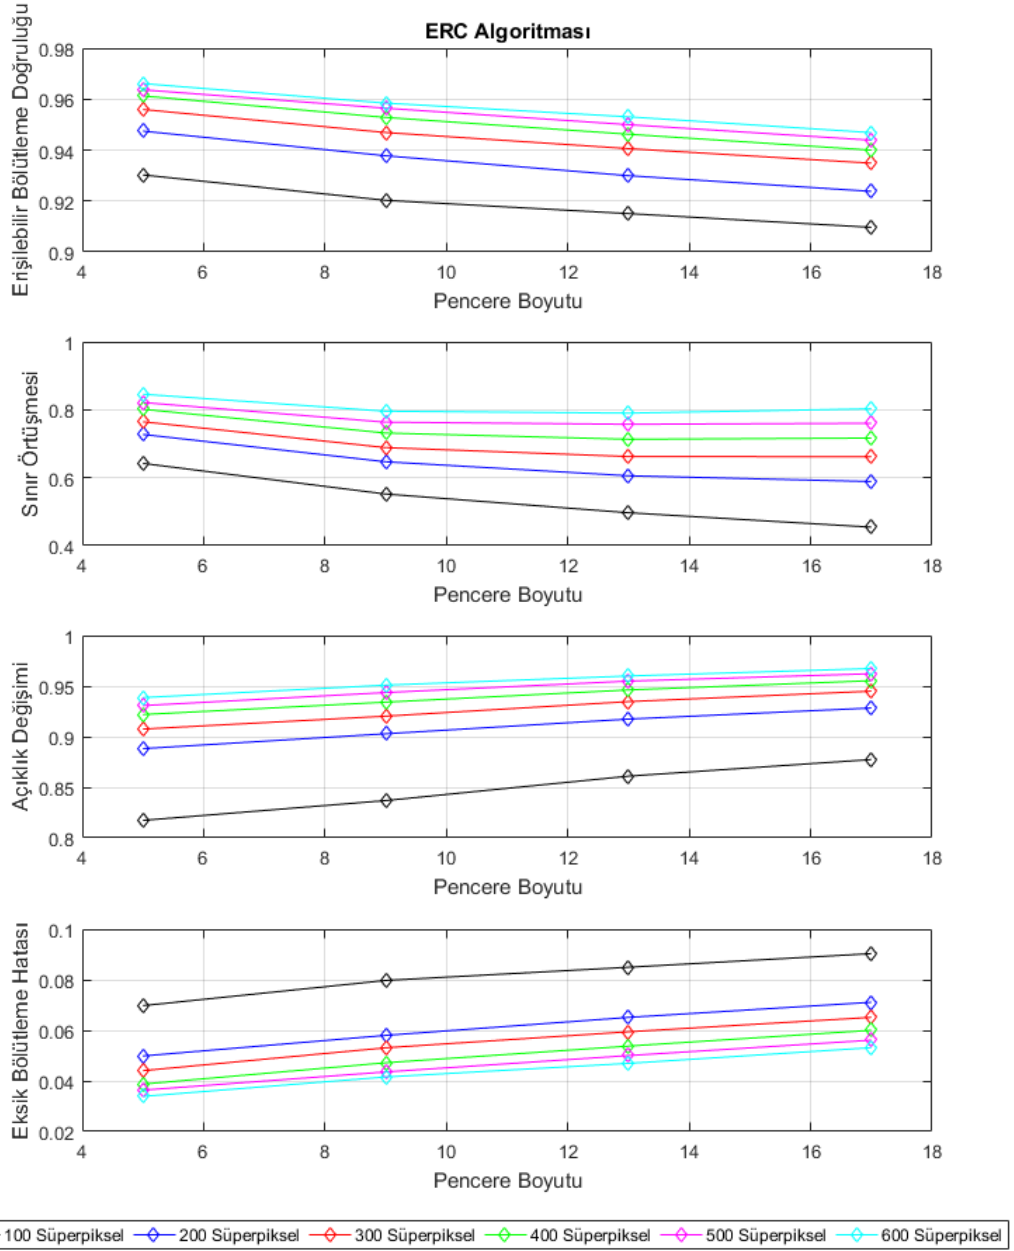 ERC Algoritması
Erişilebilir Bölütleme Doğruluğu
0.98
0.96
0.94
0.92
0.9
4 6 8 10 12 14 16 18
Pencere Boyutu
Sınır Örtüşmesi
1
0.8
0.6
0.4
4 6 8 10 12 14 16 18
Pencere Boyutu
Açıklık Değişimi
1
0.95
0.9
0.85
0.8
4 6 8 10 12 14 16 18
Pencere Boyutu
Eksik Bölütleme Hatası
0.1
0.08
0.06
0.04
0.02
4 6 8 10 12 14 16 18
Pencere Boyutu
100 Süperpiksel 200 Süperpiksel 300 Süperpiksel 400 Süperpiksel 500 Süperpiksel 600 Süperpiksel